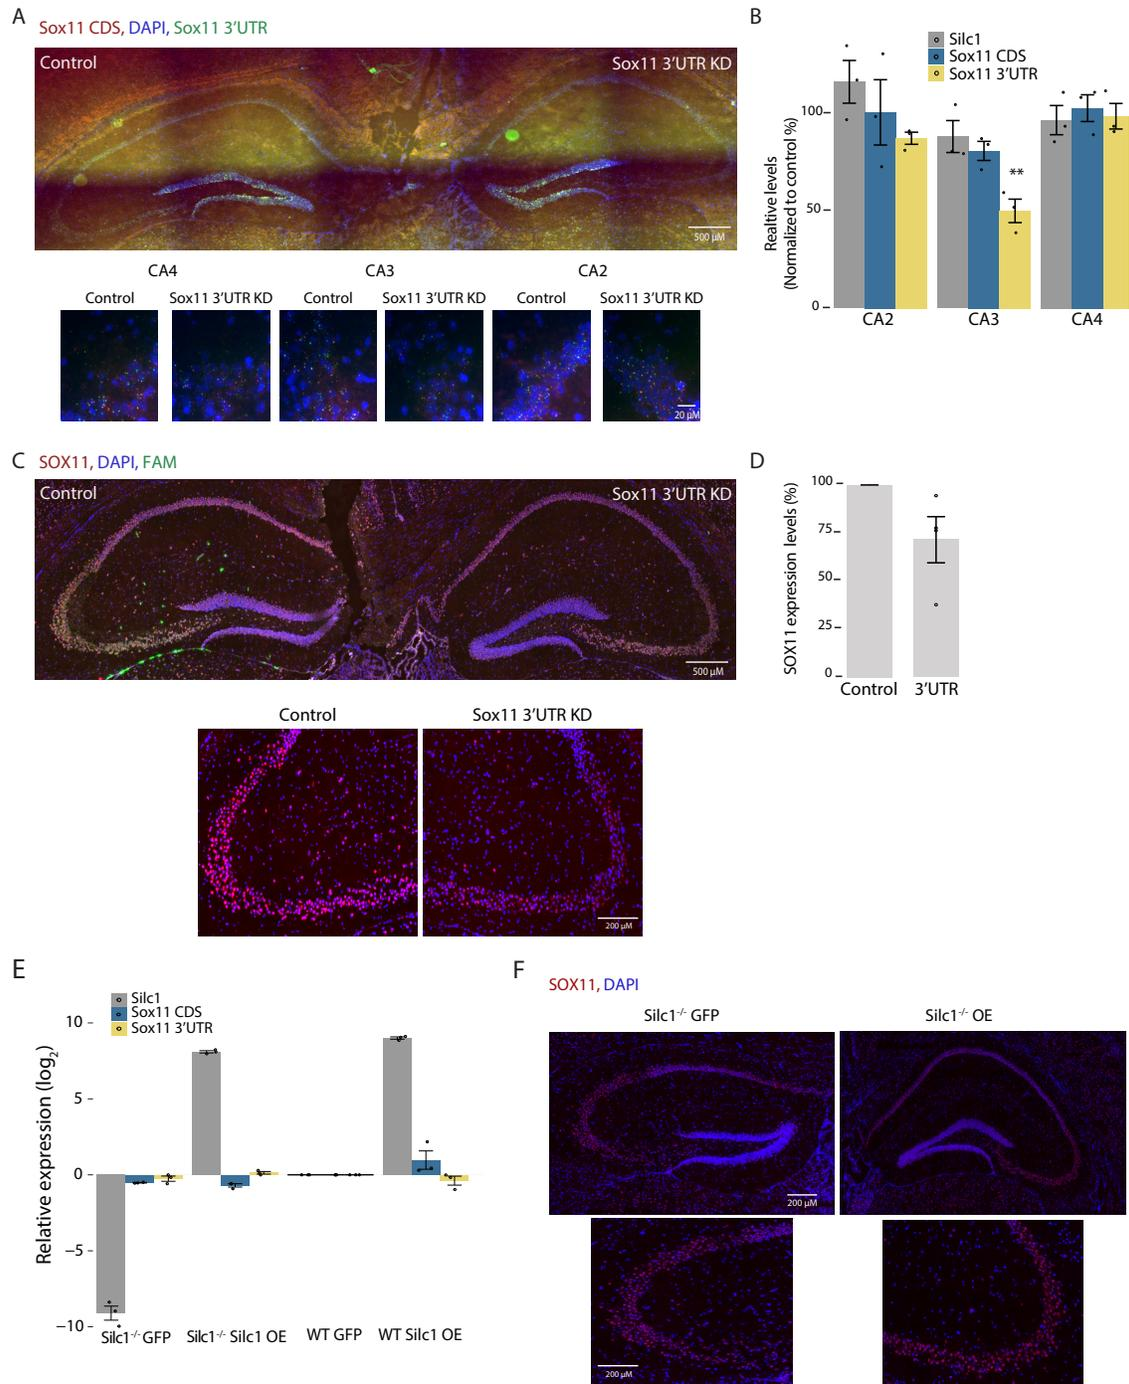 A
Sox11 CDS, DAPI, Sox11 3’UTR
Control
Sox11 3’UTR KD
500 μM
CA4
CA3
CA2
Control
Sox11 3’UTR KD
Control
Sox11 3’UTR KD
Control
Sox11 3’UTR KD
20 μM
B
Silc1
Sox11 CDS
Sox11 3’UTR
Realtive levels
(Normalized to control %)
100
50
0
**
CA2
CA3
CA4
C
SOX11, DAPI, FAM
Control
Sox11 3’UTR KD
500 μM
Control
Sox11 3’UTR KD
200 μM
D
SOX11 expression levels (%)
100
75
50
25
0
Control
3’UTR
E
Silc1
Sox11 CDS
Sox11 3’UTR
Relative expression (log₂)
10
5
0
−5
−10
Silc1⁻/⁻ GFP
Silc1⁻/⁻ Silc1 OE
WT GFP
WT Silc1 OE
F
SOX11, DAPI
Silc1⁻/⁻ GFP
Silc1⁻/⁻ OE
200 μM
200 μM